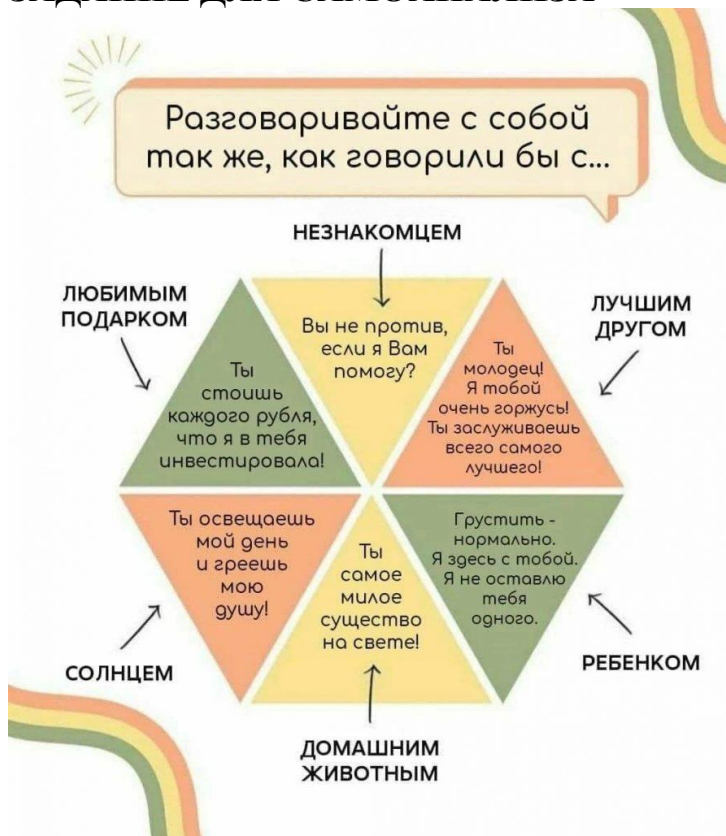 ЗАДАНИЕ ДЛЯ САМОАНАЛИЗА
Разговаривайте с собой
так же, как говорили бы с...
НЕЗНАКОМЦЕМ
Вы не против,
если я Вам
помогу?
ЛЮБИМЫМ
ПОДАРКОМ
Ты
стоишь
каждого рубля,
что я в тебя
инвестировала!
ЛУЧШИМ
ДРУГОМ
Ты
молодец!
Я тобой
очень горжусь!
Ты заслуживаешь
всего самого
лучшего!
Ты освещаешь
мой день
и греешь
мою
душу!
СОЛНЦЕМ
Ты
самое
милое
существо
на свете!
ДОМАШНИМ
ЖИВОТНЫМ
Грустить -
нормально.
Я здесь с тобой.
Я не оставлю
тебя
одного.
РЕБЕНКОМ